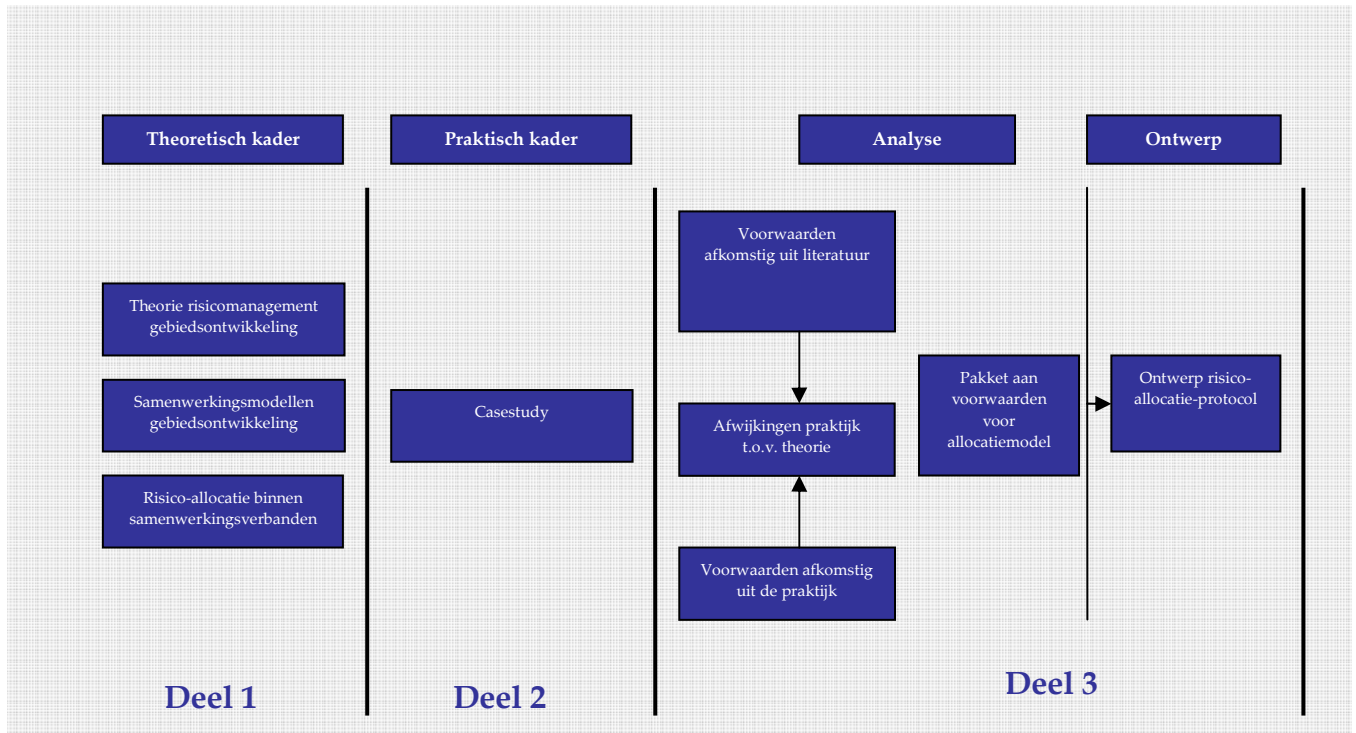 Theoretisch kader
Praktisch kader
Analyse
Ontwerp
Theorie risicomanagement
gebiedsontwikkeling
Samenwerkingsmodellen
gebiedsontwikkeling
Risico-allocatie binnen
samenwerkingsverbanden
Casestudy
Voorwaarden
afkomstig uit literatuur
Afwijkingen praktijk
t.o.v. theorie
Voorwaarden afkomstig
uit de praktijk
Pakket aan
voorwaarden
voor
allocatiemodel
Ontwerp risico-
allocatie-protocol
Deel 1
Deel 2
Deel 3